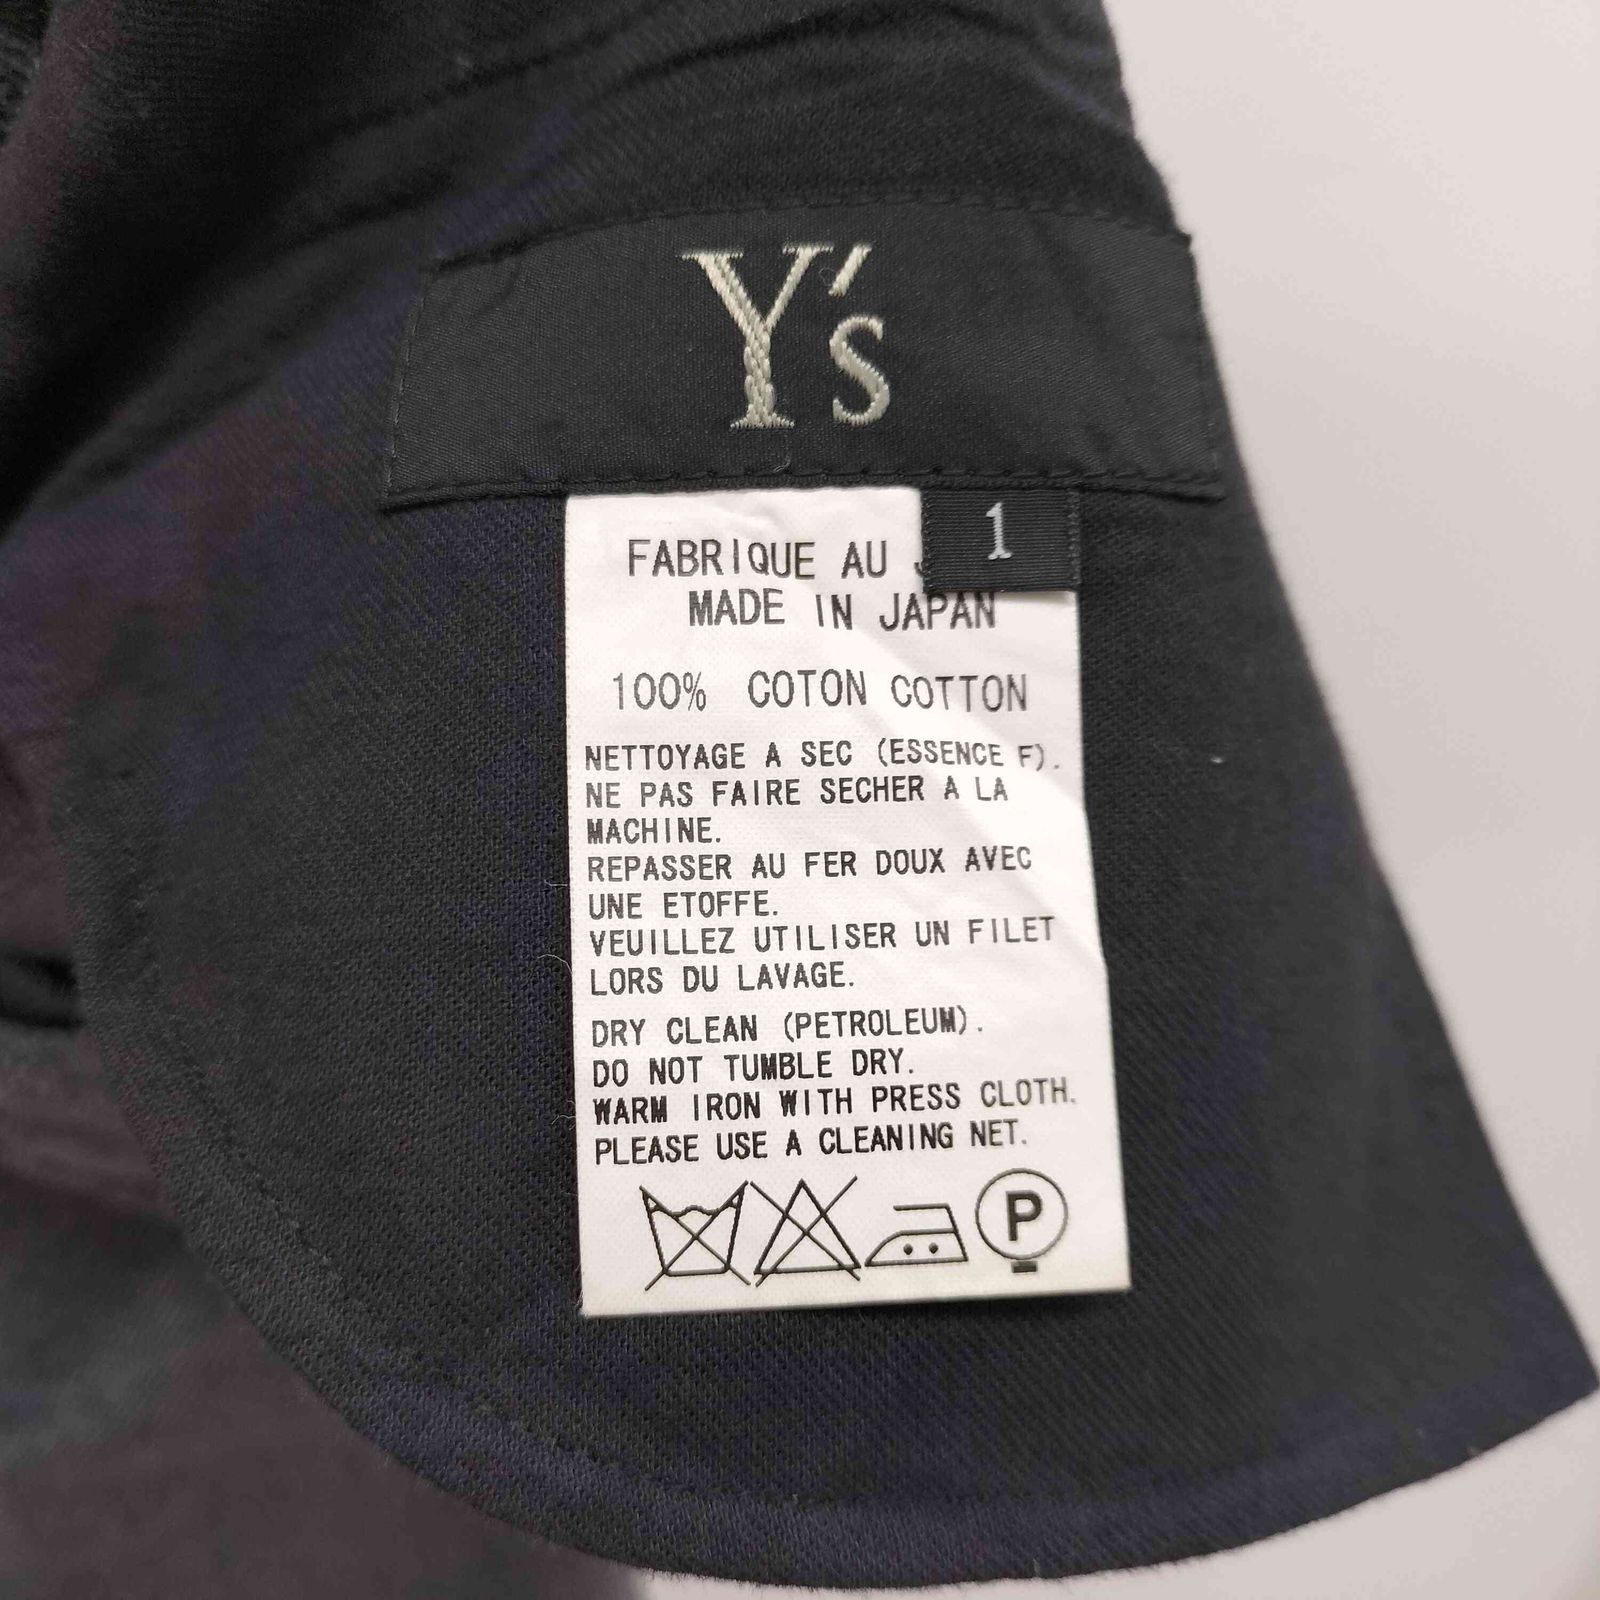 Y's
1
FABRIQUE AU
MADE IN JAPAN
100% COTON COTTON
NETTOYAGE A SEC (ESSENCE F).
NE PAS FAIRE SECHER A LA
MACHINE.
REPASSER AU FER DOUX AVEC
UNE ETOFFE.
VEUILLEZ UTILISER UN FILET
LORS DU LAVAGE.
DRY CLEAN (PETROLEUM).
DO NOT TUMBLE DRY.
WARM IRON WITH PRESS CLOTH.
PLEASE USE A CLEANING NET.
P